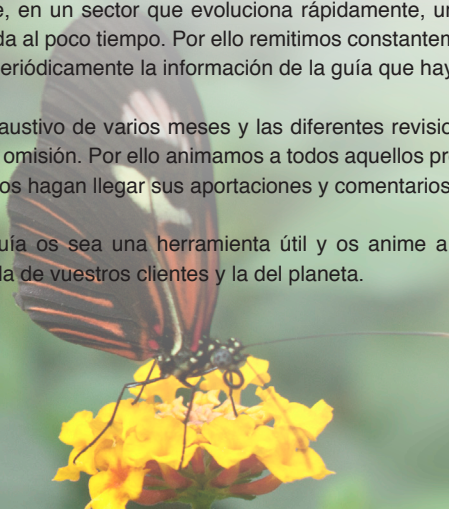 e, en un sector que evoluciona rápidamente, un
da al poco tiempo. Por ello remitimos constantem
eriódicamente la información de la guía que hay
austivo de varios meses y las diferentes revisio
omisión. Por ello animamos a todos aquellos pr
os hagan llegar sus aportaciones y comentarios
uía os sea una herramienta útil y os anime a
da de vuestros clientes y la del planeta.